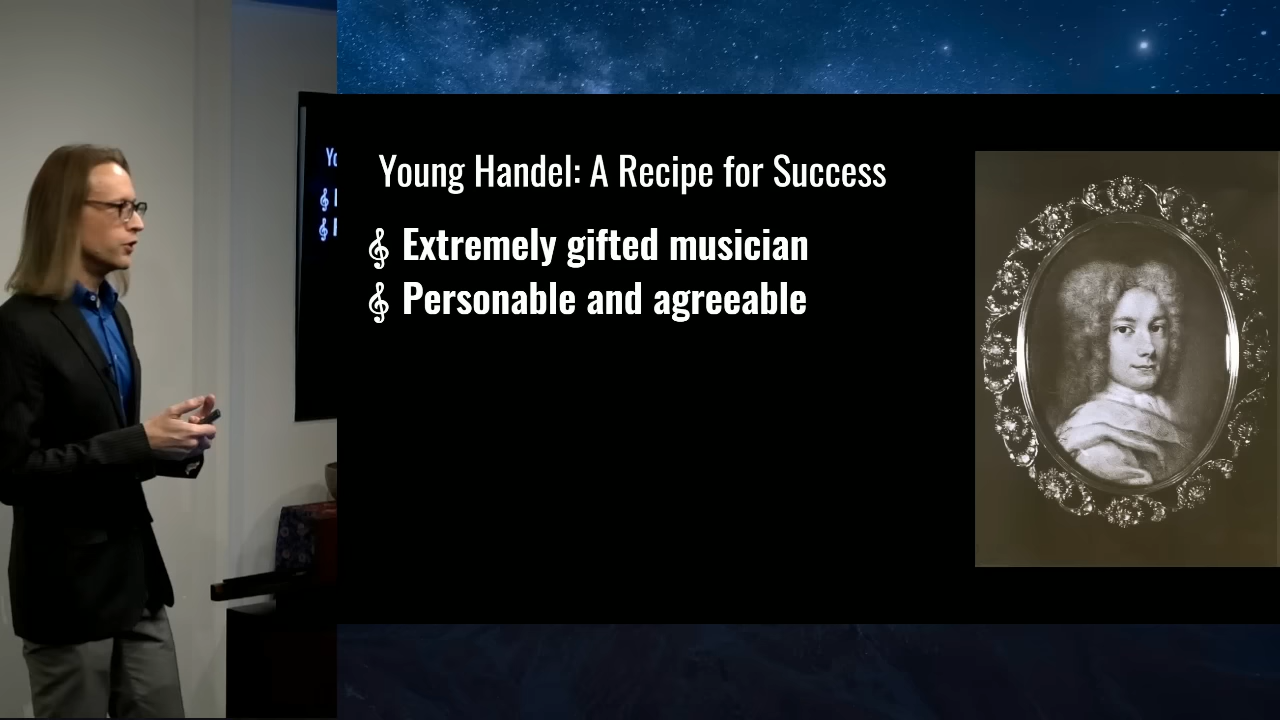 Young Handel: A Recipe for Success
Extremely gifted musician
Personable and agreeable